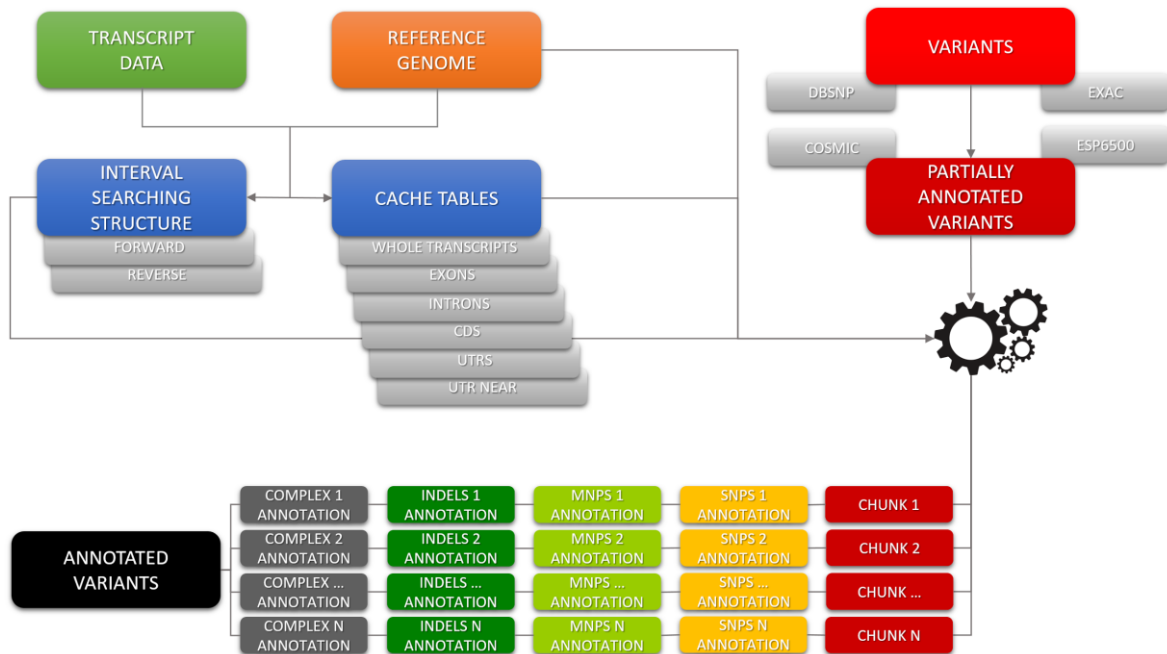 TRANSCRIPT
DATA
REFERENCE
GENOME
VARIANTS
DBSNP
EXAC
COSMIC
ESP6500
PARTIALLY
ANNOTATED
VARIANTS
INTERVAL
SEARCHING
STRUCTURE
FORWARD
REVERSE
CACHE TABLES
WHOLE TRANSCRIPTS
EXONS
INTRONS
CDS
UTRS
UTR NEAR
ANNOTATED
VARIANTS
COMPLEX 1
ANNOTATION
INDELS 1
ANNOTATION
MNPS 1
ANNOTATION
SNPS 1
ANNOTATION
CHUNK 1
COMPLEX 2
ANNOTATION
INDELS 2
ANNOTATION
MNPS 2
ANNOTATION
SNPS 2
ANNOTATION
CHUNK 2
COMPLEX ...
ANNOTATION
INDELS ...
ANNOTATION
MNPS ...
ANNOTATION
SNPS ...
ANNOTATION
CHUNK ...
COMPLEX N
ANNOTATION
INDELS N
ANNOTATION
MNPS N
ANNOTATION
SNPS N
ANNOTATION
CHUNK N